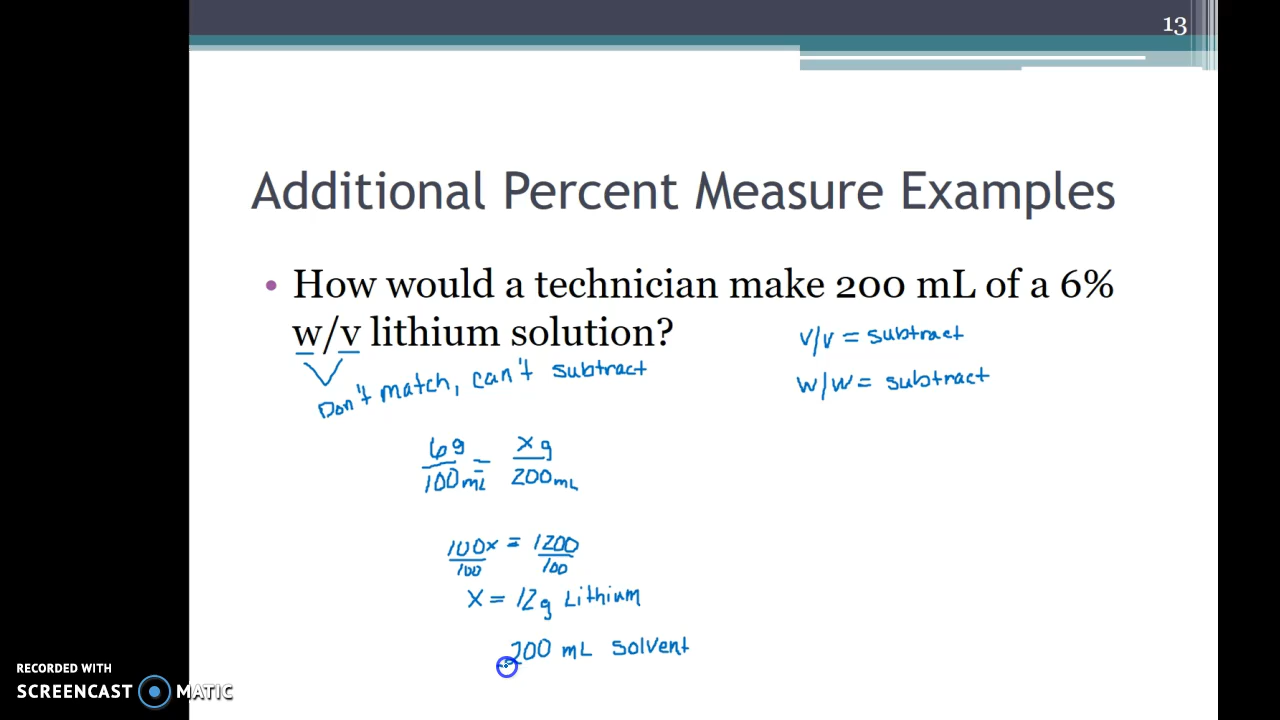 13
Additional Percent Measure Examples
• How would a technician make 200 mL of a 6%
w/v lithium solution?
v/v = subtract
Don't match, can't subtract
w/w = subtract
6g = x g
100mL 200mL
100x = 1200
100 100
x = 12g Lithium
200 mL solvent
RECORDED WITH
SCREENCAST MATIC